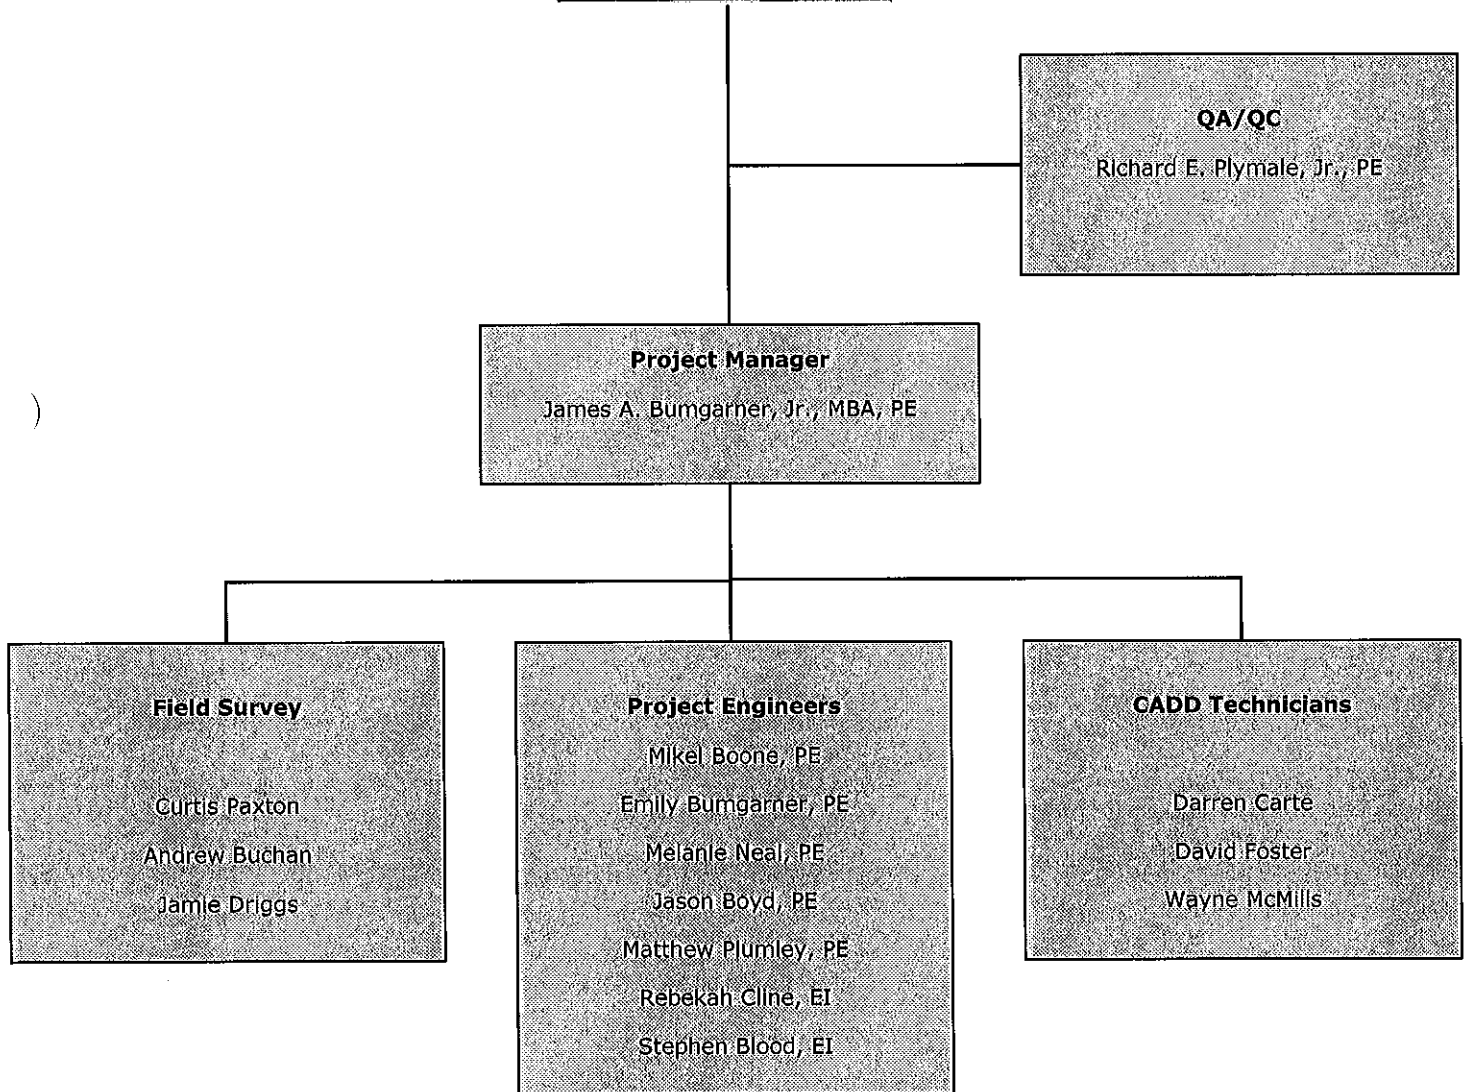 QA/QC
Richard E. Plymale, Jr., PE
Project Manager
James A. Bumgarner, Jr., MBA, PE
Field Survey
Curtis Paxton
Andrew Buchan
Jamie Driggs
Project Engineers
Mikel Boone, PE
Emily Bumgarner, PE
Melanie Neal, PE
Jason Boyd, PE
Matthew Plumley, PE
Rebekah Cline, EI
Stephen Blood, EI
CADD Technicians
Darren Carte
David Foster
Wayne McMills